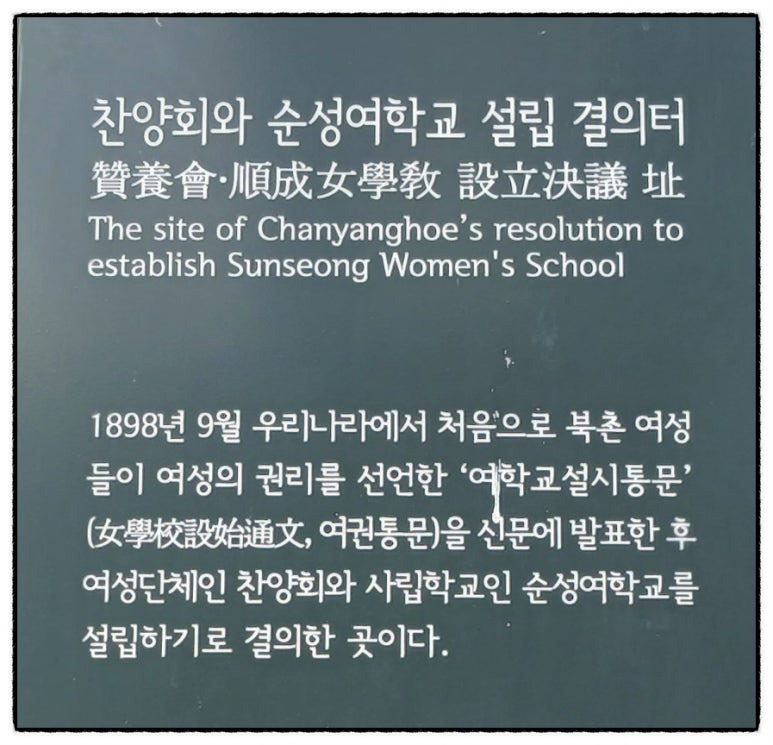 찬양회와 순성여학교 설립 결의터
贊養會·順成女學敎 設立決議 址
The site of Chanyanghoe's resolution to
establish Sunseong Women's School
1898년 9월 우리나라에서 처음으로 북촌 여성
들이 여성의 권리를 선언한 ‘여학교설시통문’
(女學校設始通文, 여권통문)을 신문에 발표한 후
여성단체인 찬양회와 사립학교인 순성여학교를
설립하기로 결의한 곳이다.